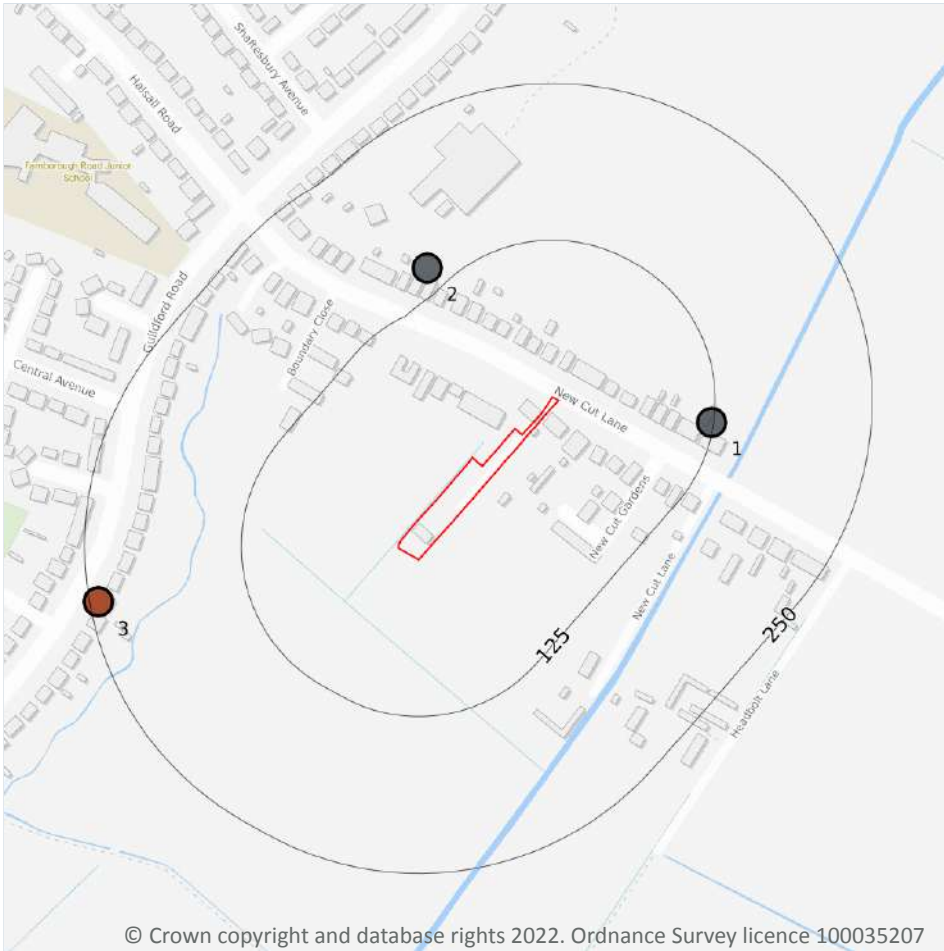 Shaftesbury Avenue
Halsall Road
Farnborough Road Junior
School
2
Guildford Road
Boundary Close
Central Avenue
New Cut Lane
1
New Cut Gardens
New Cut Lane
3
125
250
Headbolt Lane
© Crown copyright and database rights 2022. Ordnance Survey licence 100035207